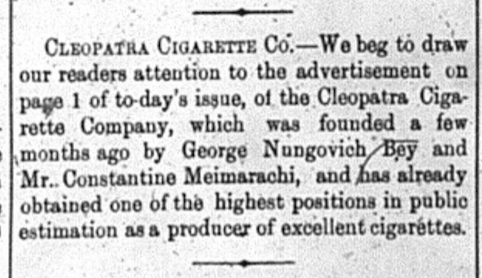 CLEOPATRA CIGARETTE Co.—We beg to draw
our readers attention to the advertisement on
page 1 of to-day's issue, of the Cleopatra Ciga-
rette Company, which was founded a few
months ago by George Nungovich Bey and
Mr.. Constantine Meimarachi, and has already
obtained one of the highest positions in public
estimation as a producer of excellent cigarettes.